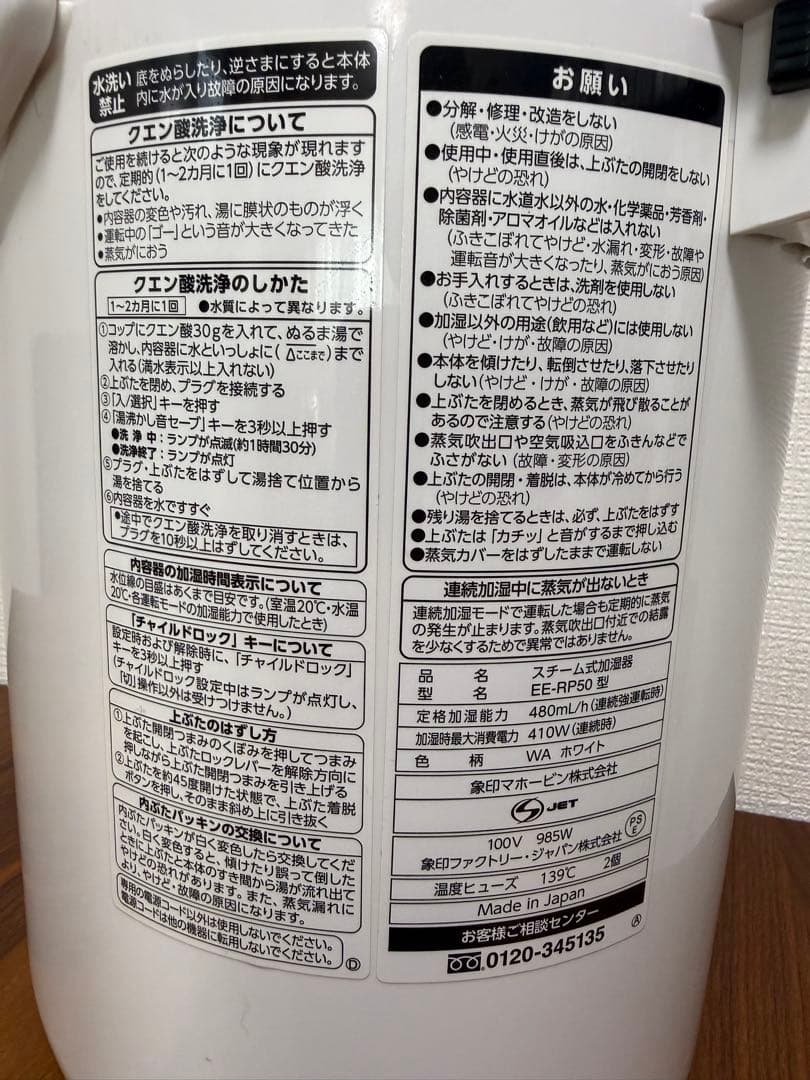 水洗い禁止
底をぬらしたり、逆さまにすると本体
内に水が入り故障の原因になります。
クエン酸洗浄について
ご使用を続けると次のような現象が現れます
ので、定期的(1~2カ月に1回)にクエン酸洗浄
をしてください。
●内容器の変色や汚れ、湯に膜状のものが浮く
●運転中の「ゴー」という音が大きくなってきた
●蒸気がにおう
クエン酸洗浄のしかた
1~2カ月に1回 ●水質によって異なります。
①コップにクエン酸30gを入れて、ぬるま湯で
溶かし、内容器に水といっしょに(△ここまで)まで
入れる(満水表示以上入れない)
②上ぶたを閉め、プラグを接続する
③「入/選択」キーを押す
④「湯沸かし音セーブ」キーを3秒以上押す
●洗浄中:ランプが点滅(約1時間30分)
●洗浄終了:ランプが点灯
⑤プラグ・上ぶたをはずして湯捨て位置から
湯を捨てる
⑥内容器を水ですすぐ
●途中でクエン酸洗浄を取り消すときは、
プラグを10秒以上はずしてください。
内容器の加湿時間表示について
水位線の目盛はあくまで目安です。(室温20℃・水温
20℃・各運転モードの加湿能力で使用したとき)
「チャイルドロック」キーについて
設定時および解除時に、「チャイルドロック」
キーを3秒以上押す
(チャイルドロック設定中はランプが点灯し、
「切」操作以外は受けつけません。)
上ぶたのはずし方
①上ぶた開閉つまみのくぼみを押してつまみ
を起こし、上ぶたロックレバーを解除方向に
押しながら上ぶた開閉つまみを引き上げる
②上ぶたを約45度開けた状態で、上ぶた着脱
ボタンを押し、そのまま斜め上に引き抜く
内ぶたパッキンの交換について
内ぶたパッキンが白く変色したら交換してくだ
さい。白く変色すると、傾けたり誤って倒した
ときに上ぶたと本体のすき間から湯が流れ出て
やけどの恐れがあります。また、蒸気漏れに
より、やけど・故障の原因になります。
専用の電源コード以外は使用しないでください。
電源コードは他の機器に転用しないでください。
Ⓓ
お願い
●分解・修理・改造をしない
(感電・火災・けがの原因)
●使用中・使用直後は、上ぶたの開閉をしない
(やけどの恐れ)
●内容器に水道水以外の水・化学薬品・芳香剤・
除菌剤・アロマオイルなどは入れない
(ふきこぼれてやけど・水漏れ・変形・故障や
運転音が大きくなったり、蒸気がにおう原因)
●お手入れするときは、洗剤を使用しない
(ふきこぼれてやけどの恐れ)
●加湿以外の用途(飲用など)には使用しない
(やけど・けが・故障の原因)
●本体を傾けたり、転倒させたり、落下させたり
しない(やけど・けが・故障の原因)
●上ぶたを閉めるとき、蒸気が飛び散ることが
あるので注意する(やけどの恐れ)
●蒸気吹出口や空気吸込口をふきんなどで
ふさがない(故障・変形の原因)
●上ぶたの開閉・着脱は、本体が冷めてから行う
(やけどの恐れ)
●残り湯を捨てるときは、必ず、上ぶたをはずす
●上ぶたは「カチッ」と音がするまで押し込む
●蒸気カバーをはずしたままで運転しない
連続加湿中に蒸気が出ないとき
連続加湿モードで運転した場合も定期的に蒸気
の発生が止まります。蒸気吹出口付近での結露
を少なくするためで異常ではありません。
品名 スチーム式加湿器
型名 EE-RP50 型
定格加湿能力 480mL/h(連続強運転時)
加湿時最大消費電力 410W(連続時)
色柄 WA ホワイト
象印マホービン株式会社
JET
100V 985W
象印ファクトリー・ジャパン株式会社 PSE
温度ヒューズ 139℃ 2個
Made in Japan
お客様ご相談センター
0120-345135
Ⓐ